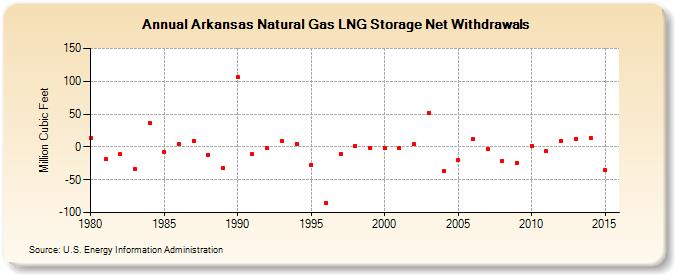 Annual Arkansas Natural Gas LNG Storage Net Withdrawals
Million Cubic Feet
150
100
50
0
-50
-100
1980 1985 1990 1995 2000 2005 2010 2015
Source: U.S. Energy Information Administration